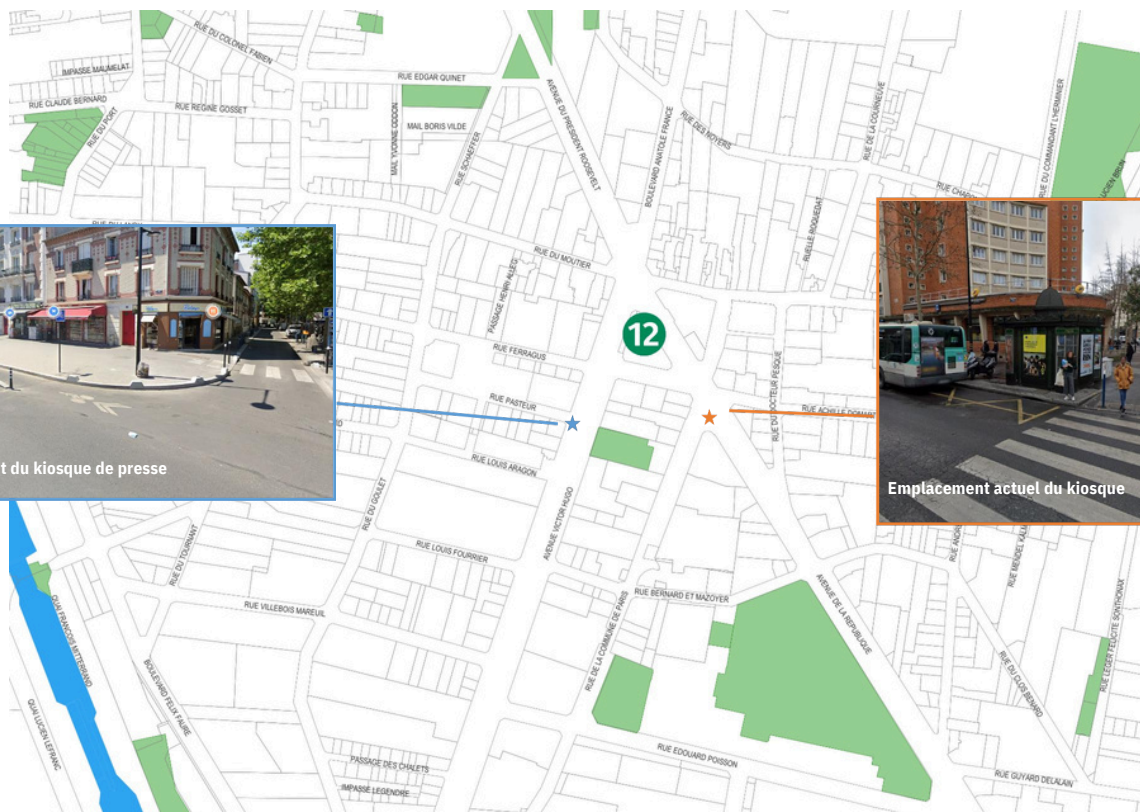 RUE DU COLONEL FABIEN
IMPASSE MAUMELAT
RUE EDGAR QUINET
RUE CLAUDE BERNARD
RUE REGINE GOSSET
RUE DU PORT
MAIL YVONNE ODDON
MAIL BORIS VILDE
RUE SCHAEFFER
AVENUE DU PRESIDENT ROOSEVELT
BOULEVARD ANATOLE FRANCE
RUE DES NOYERS
RUE DE LA COURNEUVE
RUE DU COMMANDANT L'HERMINIER
LUCIEN BRUN
RUELLE ROQUEDAT
RUE DU MOUTIER
PASSAGE HENRI ALLEG
12
RUE FERRAGUS
RUE PASTEUR
RUE DU DOCTEUR PESQUE
RUE LOUIS ARAGON
t du kiosque de presse
Emplacement actuel du kiosque
RUE DU GOULET
AVENUE VICTOR HUGO
RUE DU TOURNANT
RUE LOUIS FOURRIER
RUE BERNARD ET MAZOYER
AVENUE DE LA REPUBLIQUE
RUE VILLEBOIS MAREUIL
QUAI FRANCOIS MITTERRAND
RUE DE LA COMMUNE DE PARIS
RUE LEGER FELICITE SONTHONAX
RUE DU CLOS BENARD
BOULEVARD FELIX FAURE
QUAI LUCIEN LEFRANC
RUE EDOUARD POISSON
PASSAGE DES CHALETS
IMPASSE LEGENDRE
RUE GUYARD DELALAIN